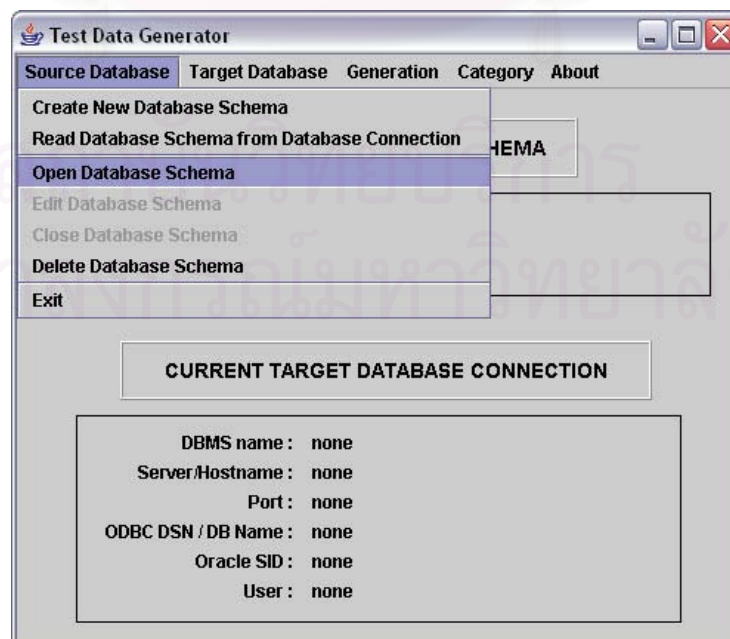 Test Data Generator
Source Database Target Database Generation Category About
Create New Database Schema
Read Database Schema from Database Connection
HEMA
Open Database Schema
Edit Database Schema
Close Database Schema
Delete Database Schema
Exit
CURRENT TARGET DATABASE CONNECTION
DBMS name : none
Server/Hostname : none
Port : none
ODBC DSN / DB Name : none
Oracle SID : none
User : none